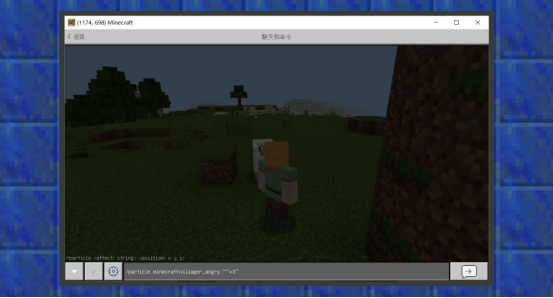 (1174, 698) Minecraft
< 返回
聊天和命令
/particle <effect: string> <position: x y z>
/particle minecraft:villager_angry ~~+3~